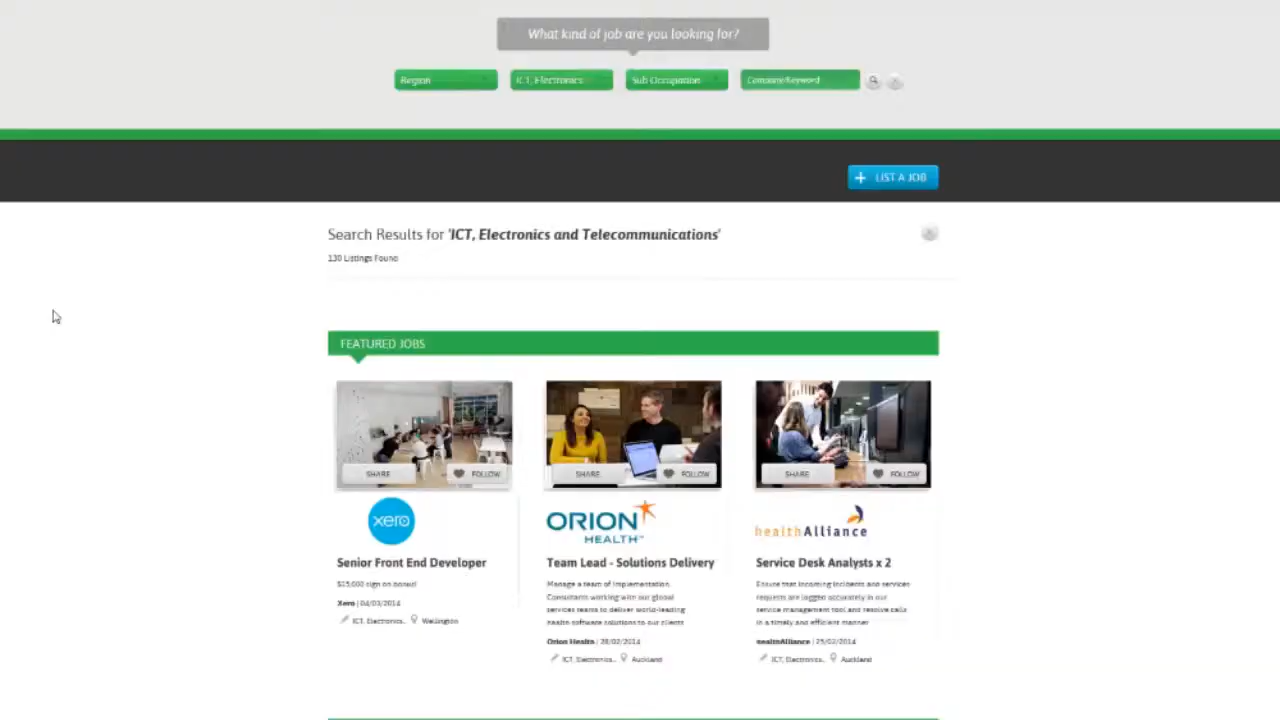 What kind of job are you looking for?
Region
ICT, Electronics
Sub Occupation
Company/Keyword
LIST A JOB
Search Results for 'ICT, Electronics and Telecommunications'
130 Listings Found
FEATURED JOBS
SHARE
FOLLOW
SHARE
FOLLOW
SHARE
FOLLOW
xero
ORION
HEALTH™
healthAlliance
Senior Front End Developer
sign on bonus!
Xero | 04/03/2014
ICT, Electronics..
Wellington
Team Lead - Solutions Delivery
Manage a team of Implementation
Consultants working with our global
services teams to deliver world-leading
health software solutions to our clients
Orion Health | 28/02/2014
ICT, Electronics..
Auckland
Service Desk Analysts x 2
Ensure that incoming incidents and services
requests are logged accurately in our
service management tool and resolve calls
in a timely and efficient manner
healthAlliance | 25/02/2014
ICT, Electronics..
Auckland